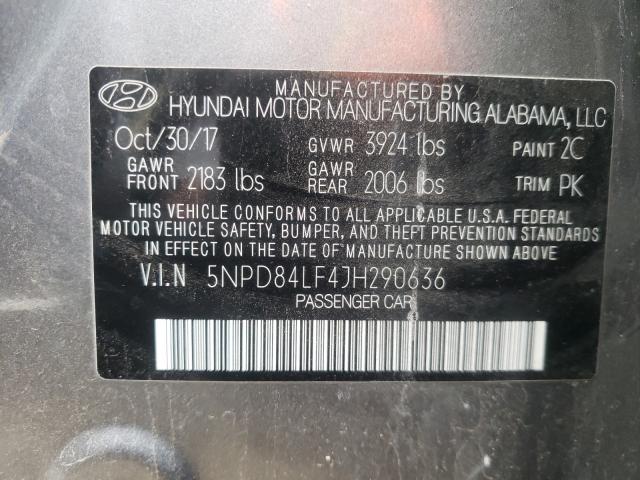 MANUFACTURED BY
HYUNDAI MOTOR MANUFACTURING ALABAMA, LLC
Oct/30/17 GVWR 3924 lbs PAINT 2C
GAWR FRONT 2183 lbs GAWR REAR 2006 lbs TRIM PK
THIS VEHICLE CONFORMS TO ALL APPLICABLE U.S.A. FEDERAL
MOTOR VEHICLE SAFETY, BUMPER, AND THEFT PREVENTION STANDARDS
IN EFFECT ON THE DATE OF MANUFACTURE SHOWN ABOVE
V.I.N 5NPD84LF4JH290636
PASSENGER CAR